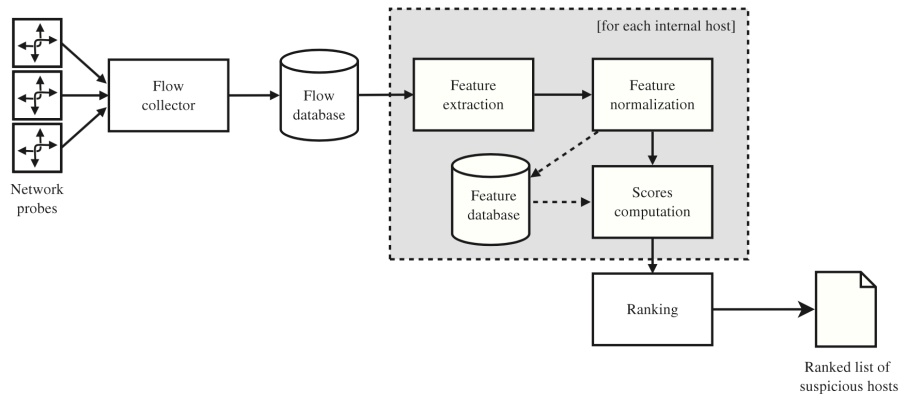 [for each internal host]
Flow
collector
Flow
database
Feature
extraction
Feature
normalization
Network
probes
Feature
database
Scores
computation
Ranking
Ranked list of
suspicious hosts